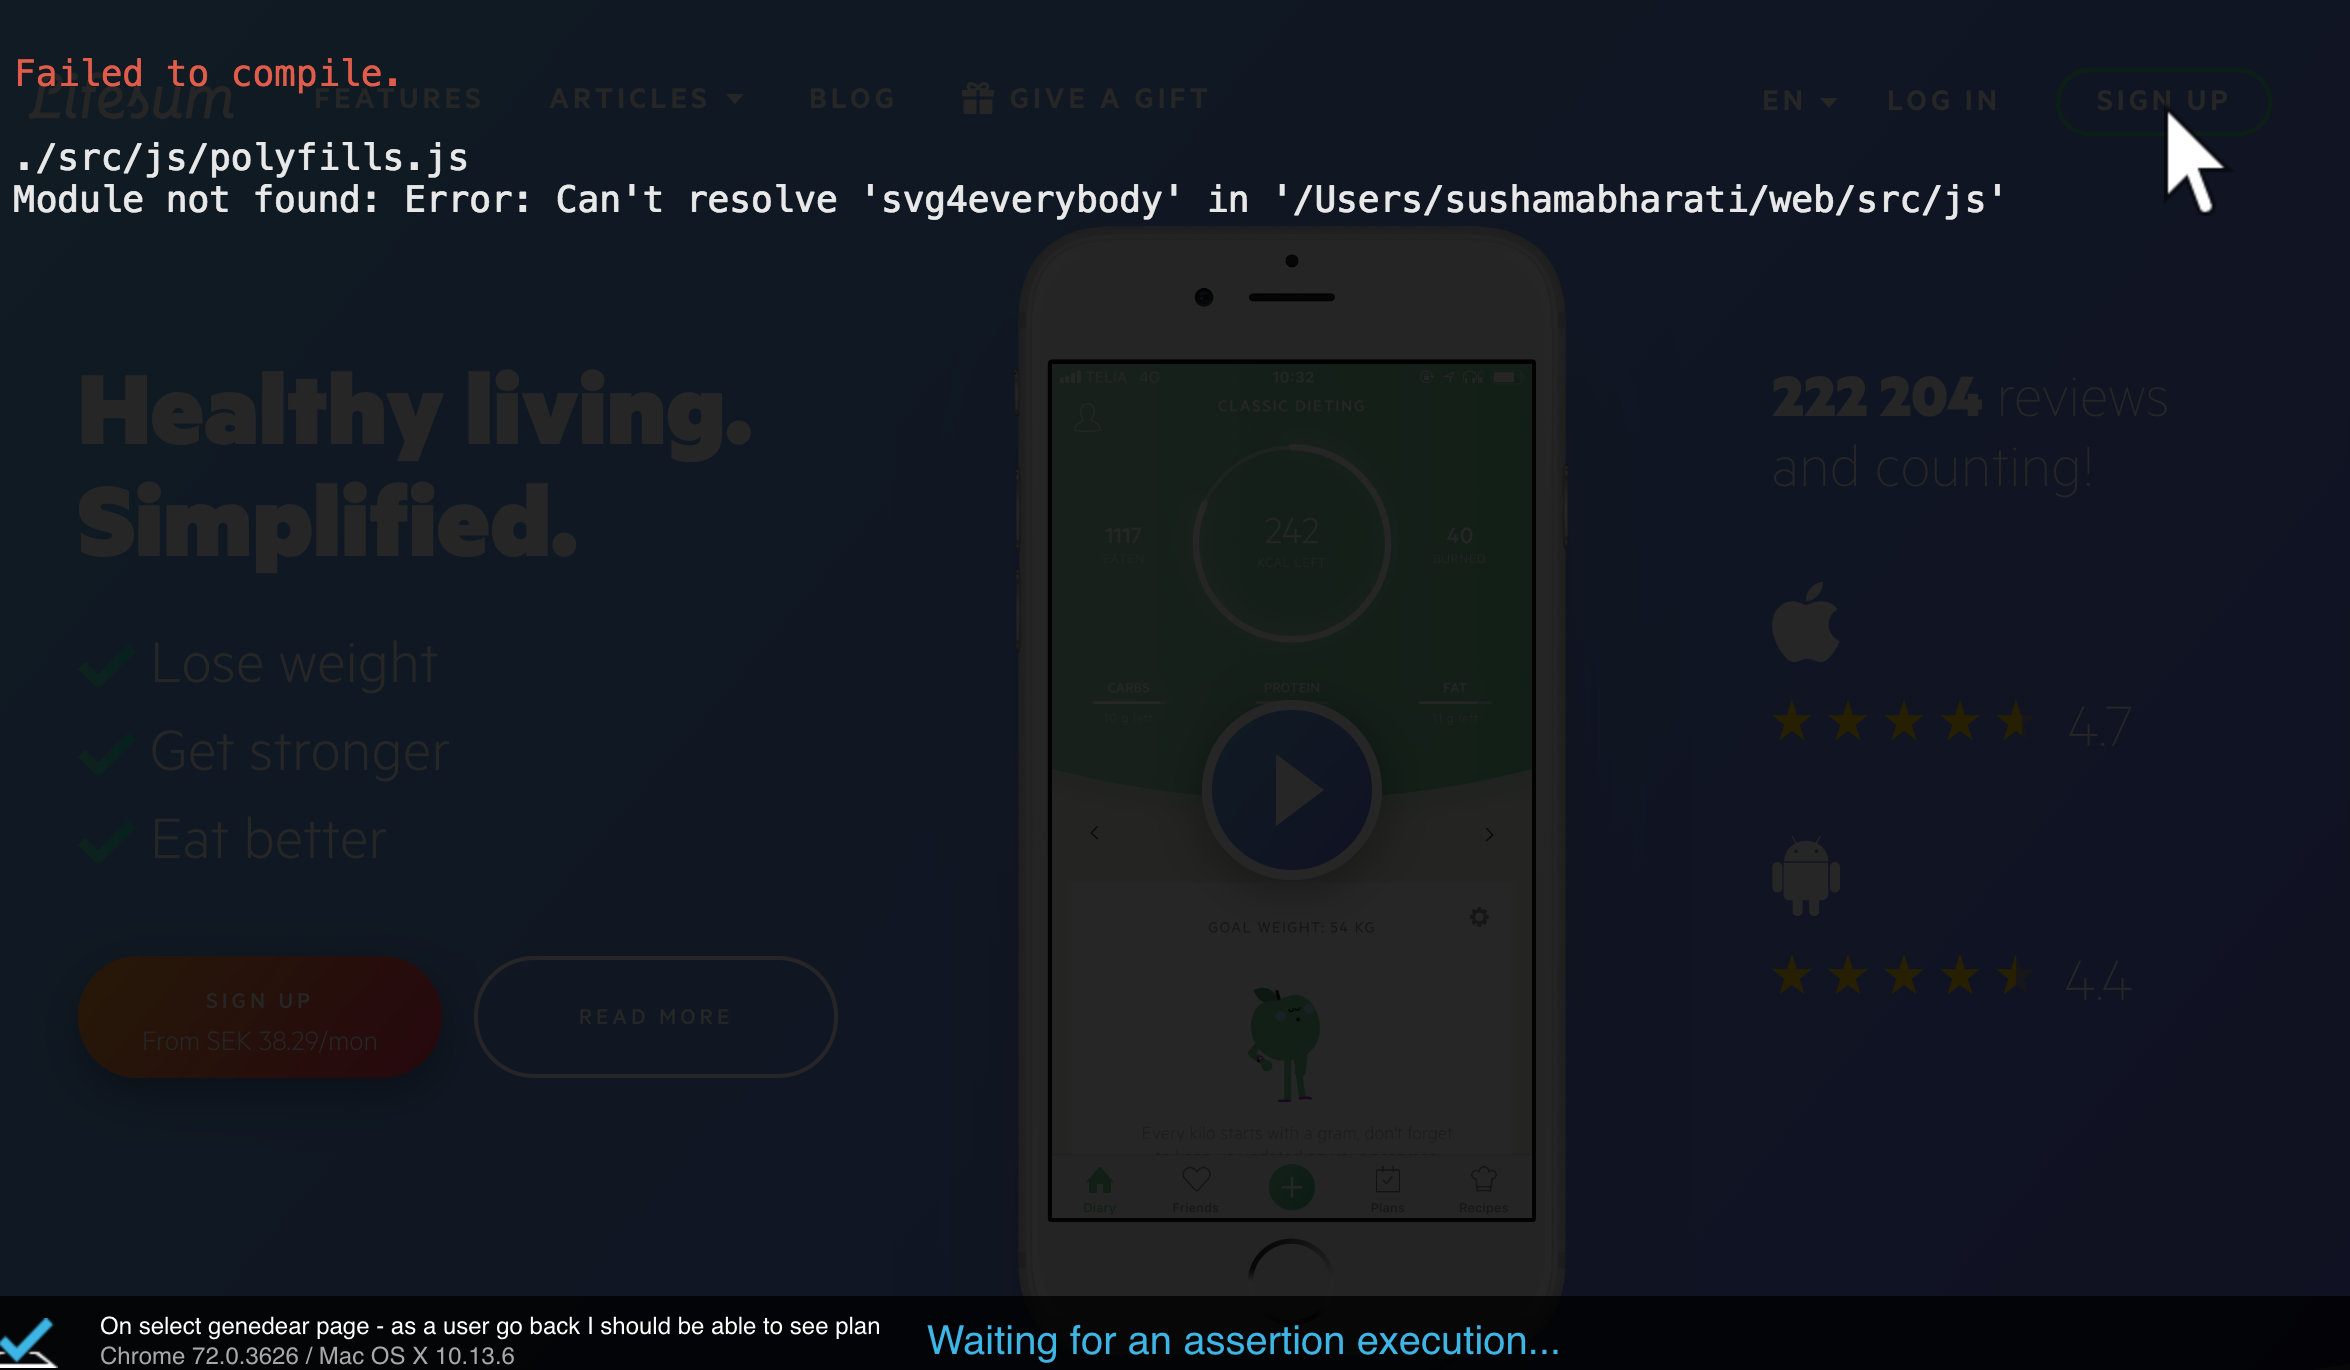 Failed to compile.
Lifesum
FEATURES
ARTICLES
BLOG
GIVE A GIFT
EN
LOG IN
SIGN UP
./src/js/polyfills.js
Module not found: Error: Can't resolve 'svg4everybody' in '/Users/sushamabharati/web/src/js'
Healthy living.
Simplified.
Lose weight
Get stronger
Eat better
SIGN UP
From SEK 38.29/mon
READ MORE
TELIA 4G
10:32
CLASSIC DIETING
1117
EATEN
242
KCAL LEFT
40
BURNED
CARBS
PROTEIN
FAT
GOAL WEIGHT: 54 KG
Every kilo starts with a gram, don't forget
Diary
Friends
Plans
Recipes
222 204 reviews
and counting!
4.7
4.4
On select genedear page - as a user go back I should be able to see plan
Chrome 72.0.3626 / Mac OS X 10.13.6
Waiting for an assertion execution...